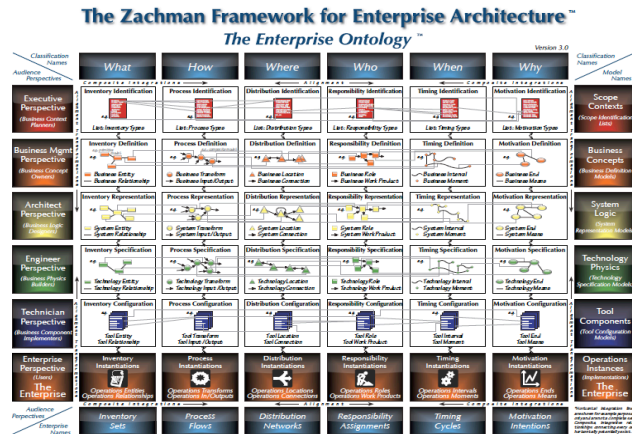 The Zachman Framework for Enterprise Architecture ™
The Enterprise Ontology ™
Version 3.0
Classification Names
Audience Perspectives
What
How
Where
Who
When
Why
Classification Names
Model Names
Composite Integrations
Alignment
Composite Integrations
Executive Perspective
(Business Context Planners)
Inventory Identification
Process Identification
Distribution Identification
Responsibility Identification
Timing Identification
Motivation Identification
e.g.
List: Inventory Types
List: Process Types
List: Distribution Types
List: Responsibility Types
List: Timing Types
List: Motivation Types
Scope Contexts
(Scope Identification Lists)
Business Mgmt Perspective
(Business Concept Owners)
Inventory Definition
Process Definition
Distribution Definition
Responsibility Definition
Timing Definition
Motivation Definition
Business Entity
Business Relationship
Business Transform
Business Input/Output
Business Location
Business Connection
Business Role
Business Work Product
Business Interval
Business Moment
Business End
Business Means
Business Concepts
(Business Definition Models)
Architect Perspective
(Business Logic
Inventory Representation
Process Representation
Distribution Representation
Responsibility Representation
Timing Representation
Motivation Representation
System Entity
System Relationship
System Transform
System Input/Output
System Location
System Connection
System Role
System Work Product
System Interval
System Moment
System End
System Means
System Logic
(System Representation Models)
Engineer Perspective
(Business Physics Builders)
Inventory Specification
Process Specification
Distribution Specification
Responsibility Specification
Timing Specification
Motivation Specification
Technology Entity
Technology Relationship
Technology Transform
Technology Input/Output
Technology Location
Technology Connection
Technology Role
Technology Work Product
Technology Interval
Technology Moment
Technology End
Technology Means
Technology Physics
(Technology Specification Models)
Technician Perspective
(Business Component Implementers)
Inventory Configuration
Process Configuration
Distribution Configuration
Responsibility Configuration
Timing Configuration
Motivation Configuration
Tool Entity
Tool Relationship
Tool Transform
Tool Input/Output
Tool Location
Tool Connection
Tool Role
Tool Work Product
Tool Interval
Tool Moment
Tool End
Tool Means
Tool Components
(Tool Configuration Models)
Enterprise Perspective
(Users)
The Enterprise
Inventory Instantiations
Process Instantiations
Distribution Instantiations
Responsibility Instantiations
Timing Instantiations
Motivation Instantiations
Operations Entities
Operations Relationships
Operations Transforms
Operations In/Outputs
Operations Locations
Operations Connections
Operations Roles
Operations Work Products
Operations Intervals
Operations Moments
Operations Ends
Operations Means
Operations Instances
(Implementations)
The Enterprise
Audience Perspectives
Enterprise Names
Inventory Sets
Process Flows
Distribution Networks
Responsibility Assignments
Timing Cycles
Motivation Intentions